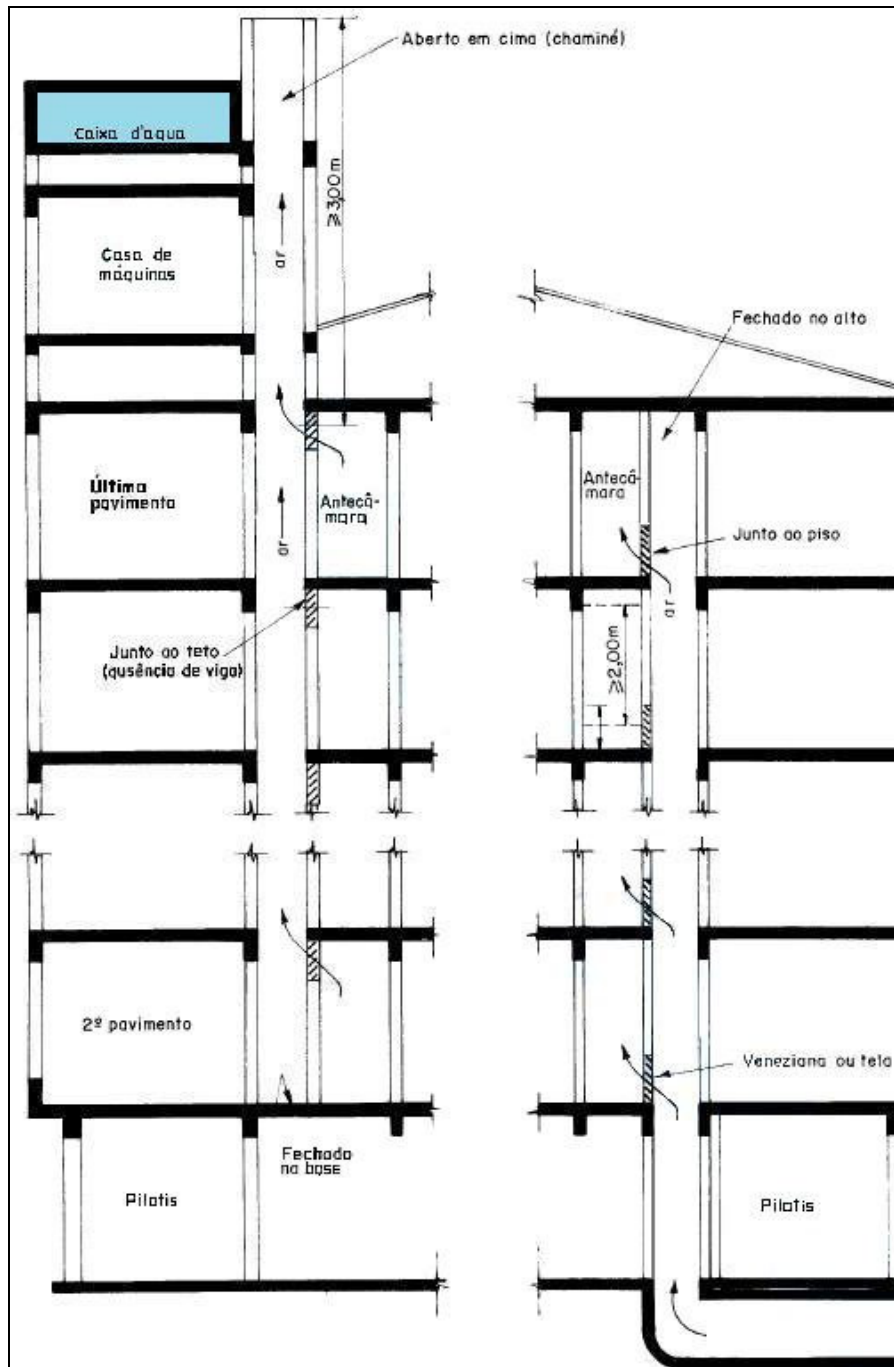 Aberto em cima (chaminé)
Caixa d'agua
≥3,00m
ar
Casa de
máquinas
Fechado no alto
Última
pavimento
ar
Antecâ-
mara
Antecâ-
mara
Junto ao piso
ar
≥2,00m
Junto ao teto
(ausência de viga)
2º pavimento
Veneziana ou tela
Fechado
na base
Pilotis
Pilotis